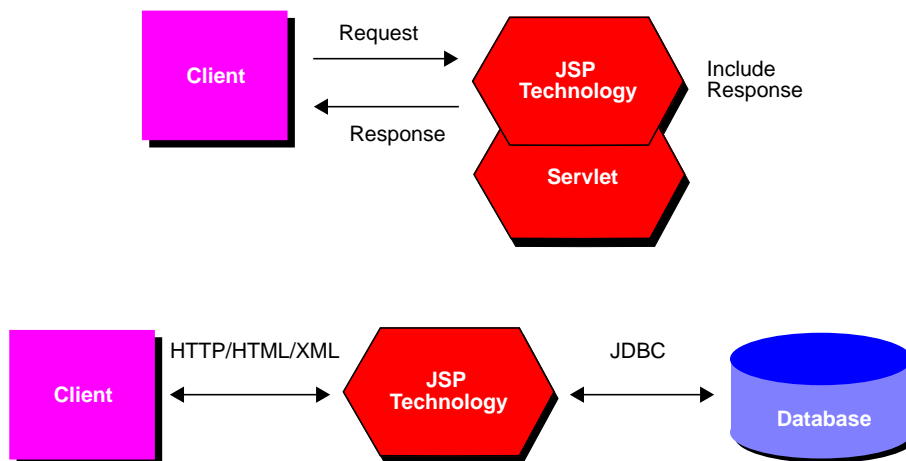 Request
Client
JSP
Technology
Include
Response
Response
Servlet
HTTP/HTML/XML
JDBC
Client
JSP
Technology
Database